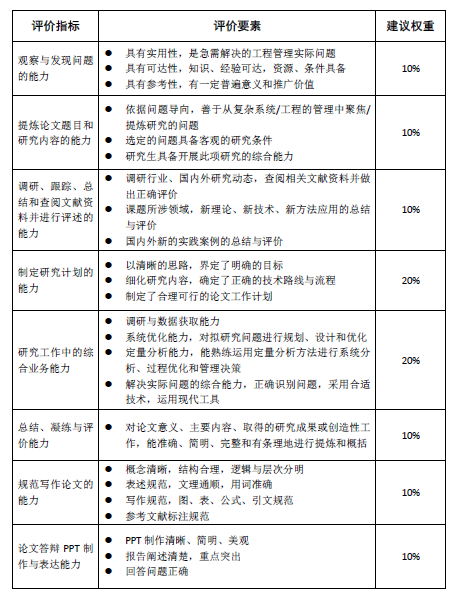 评价指标 评价要素 建议权重
观察与发现问题
的能力
● 具有实用性，是急需解决的工程管理实际问题
● 具有可达性，知识、经验可达，资源、条件具备
● 具有参考性，有一定普遍意义和推广价值
10%
提炼论文题目和
研究内容的能力
● 依据问题导向，善于从复杂系统/工程的管理中聚焦/
提炼研究的问题
● 选定的问题具备客观的研究条件
● 研究生具备开展此项研究的综合能力
10%
调研、跟踪、总
结和查阅文献资
料并进行评述的
能力
● 调研行业、国内外研究动态，查阅相关文献资料并做
出正确评价
● 课题所涉领域，新理论、新技术、新方法应用的总结
与评价
● 国内外新的实践案例的总结与评价
10%
制定研究计划的
能力
● 以清晰的思路，界定了明确的目标
● 细化研究内容，确定了正确的技术路线与流程
● 制定了合理可行的论文工作计划
20%
研究工作中的综
合业务能力
● 调研与数据获取能力
● 系统优化能力，对拟研究问题进行规划、设计和优化
● 定量分析能力，能熟练运用定量分析方法进行系统分
析、过程优化和管理决策
● 解决实际问题的综合能力，正确识别问题，采用合适
技术，运用现代工具
20%
总结、凝练与评
价能力
● 对论文意义、主要内容、取得的研究成果或创造性工
作，能准确、简明、完整和有条理地进行提炼和概括
10%
规范写作论文的
能力
● 概念清晰，结构合理，逻辑与层次分明
● 表述规范，文理通顺，用词准确
● 写作规范，图、表、公式、引文规范
● 参考文献标注规范
10%
论文答辩 PPT 制
作与表达能力
● PPT 制作清晰、简明、美观
● 报告阐述清楚，重点突出
● 回答问题正确
10%